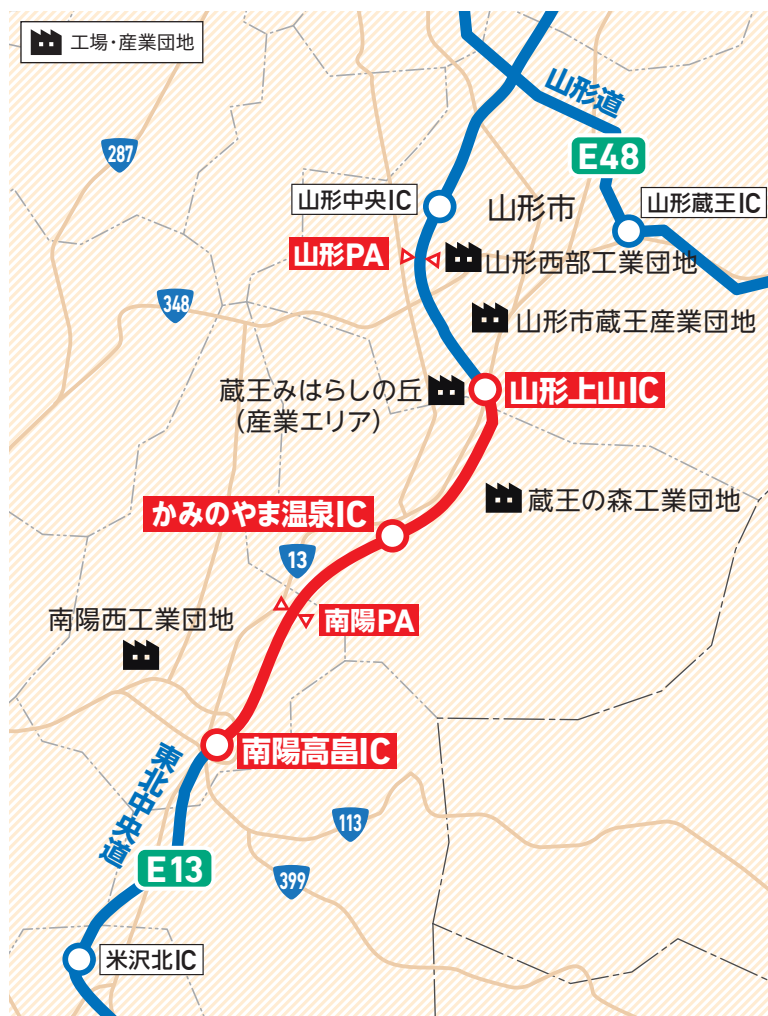 工場・産業団地
山形道
287
E48
山形中央IC
山形市
山形蔵王IC
山形PA
山形西部工業団地
348
山形市蔵王産業団地
蔵王みはらしの丘
（産業エリア）
山形上山IC
蔵王の森工業団地
かみのやま温泉IC
13
南陽西工業団地
南陽PA
南陽高畠IC
東北中央道
113
E13
399
米沢北IC